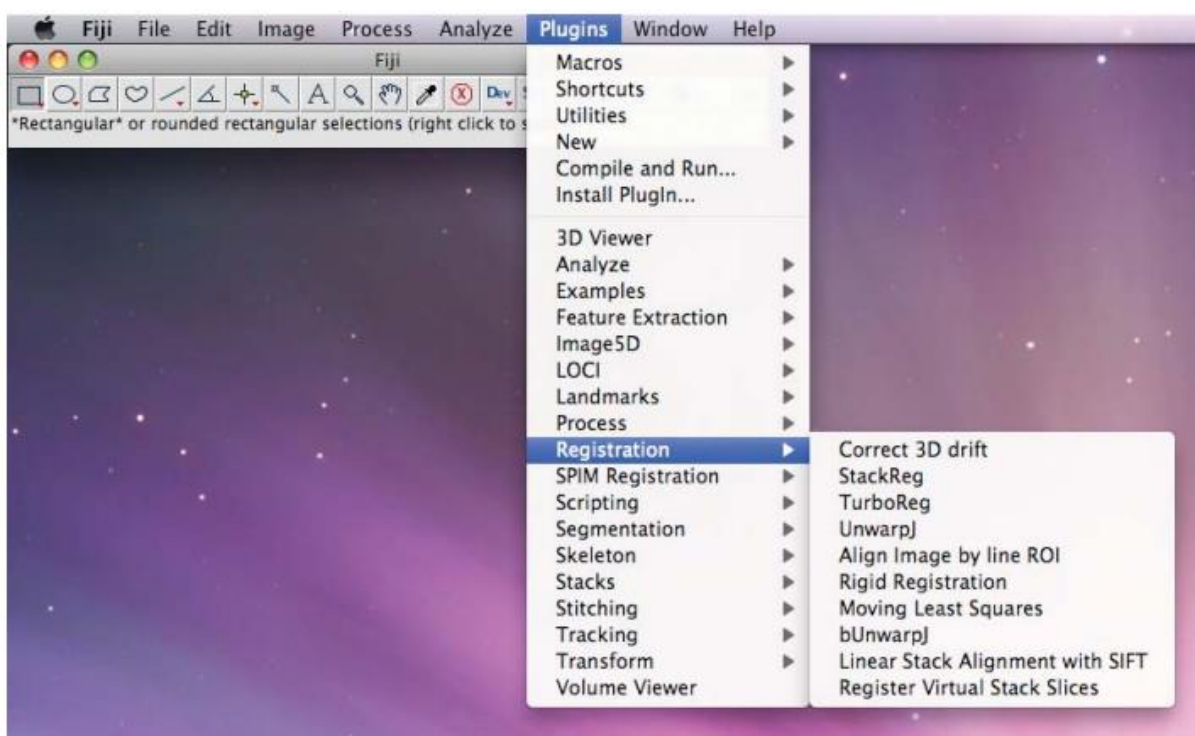 Fiji File Edit Image Process Analyze Plugins Window Help
Fiji
Dev
*Rectangular* or rounded rectangular selections (right click to s
Macros
Shortcuts
Utilities
New
Compile and Run...
Install PlugIn...
3D Viewer
Analyze
Examples
Feature Extraction
Image5D
LOCI
Landmarks
Process
Registration
SPIM Registration
Scripting
Segmentation
Skeleton
Stacks
Stitching
Tracking
Transform
Volume Viewer
Correct 3D drift
StackReg
TurboReg
UnwarpJ
Align Image by line ROI
Rigid Registration
Moving Least Squares
bUnwarpJ
Linear Stack Alignment with SIFT
Register Virtual Stack Slices